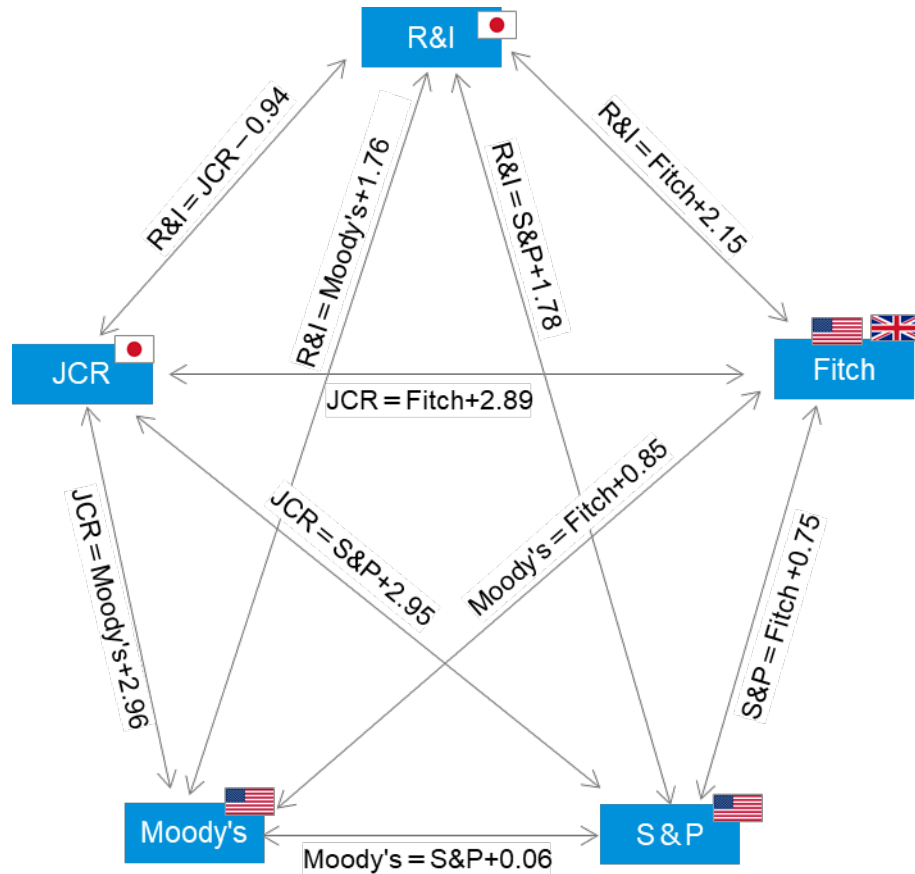 R&I
R&I＝JCR－0.94
R&I＝Moody's+1.76
R&I＝S&P+1.78
R&I＝Fitch+2.15
JCR
Fitch
JCR＝Fitch+2.89
JCR＝Moody's+2.96
JCR＝S&P+2.95
Moody's＝Fitch+0.85
S&P＝Fitch+0.75
Moody's
S&P
Moody's＝S&P+0.06